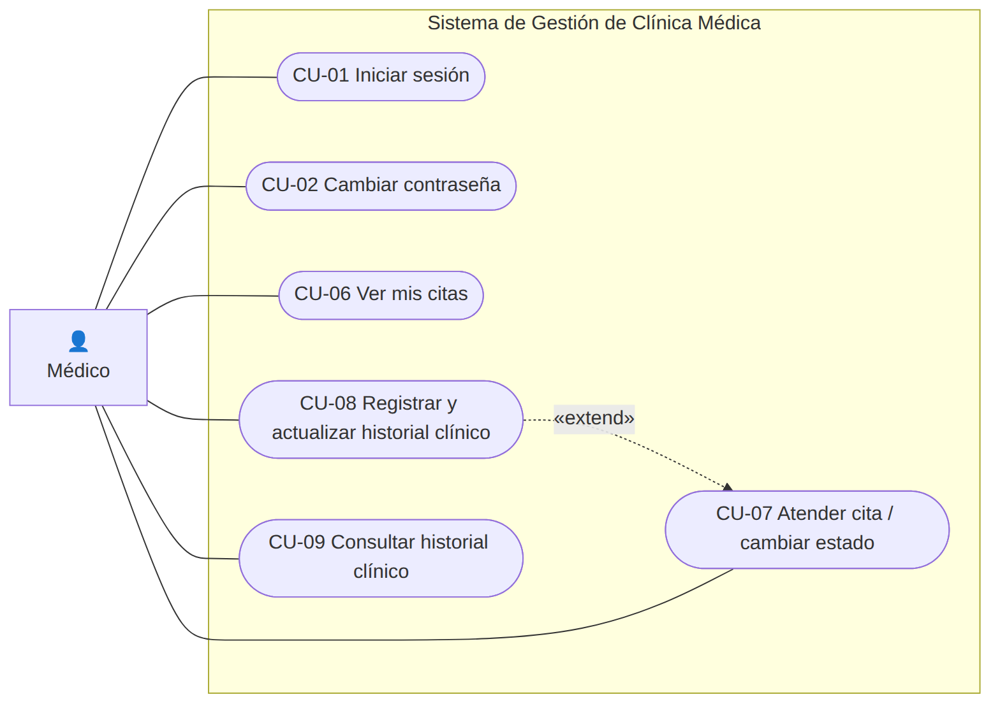 Sistema de Gestión de Clínica Médica
CU-01 Iniciar sesión
CU-02 Cambiar contraseña
CU-06 Ver mis citas
Médico
CU-08 Registrar y
actualizar historial clínico
«extend»
CU-07 Atender cita /
cambiar estado
CU-09 Consultar historial
clínico